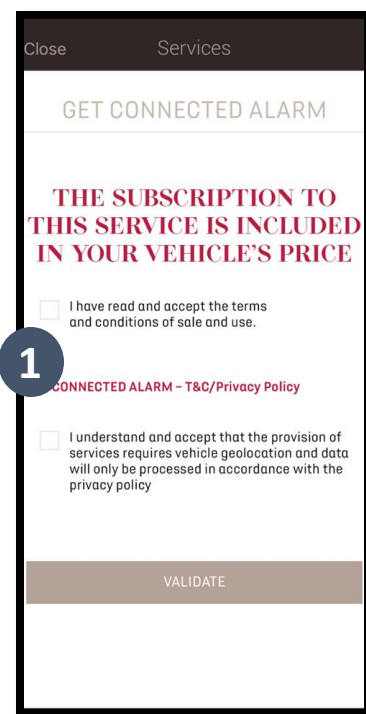 Close Services
GET CONNECTED ALARM
THE SUBSCRIPTION TO
THIS SERVICE IS INCLUDED
IN YOUR VEHICLE'S PRICE
I have read and accept the terms
and conditions of sale and use.
1
CONNECTED ALARM – T&C/Privacy Policy
I understand and accept that the provision of
services requires vehicle geolocation and data
will only be processed in accordance with the
privacy policy
VALIDATE